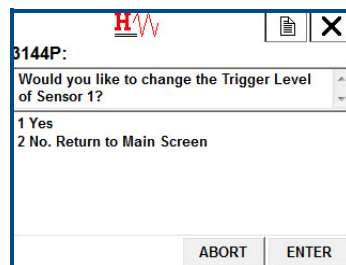 H
3144P:
Would you like to change the Trigger Level
of Sensor 1?
1 Yes
2 No. Return to Main Screen
ABORT ENTER